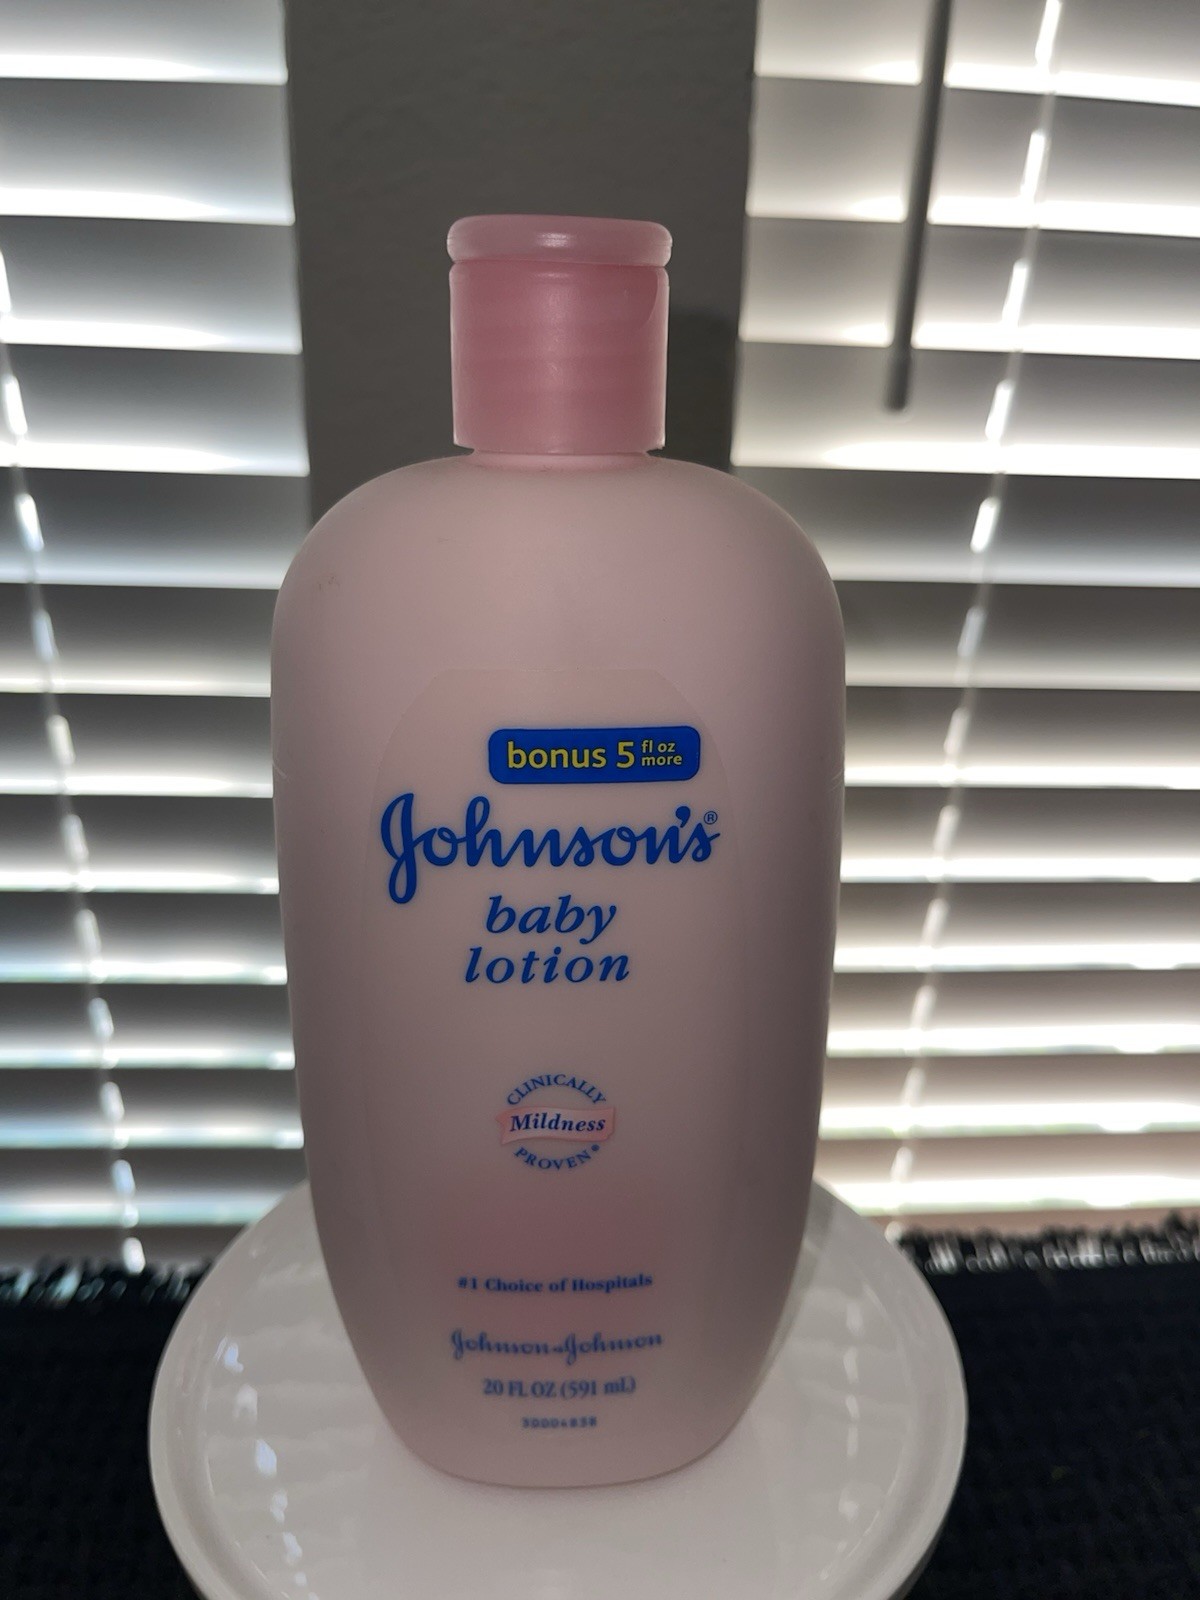 bonus 5 fl oz more
Johnson's®
baby
lotion
CLINICALLY
Mildness
PROVEN
#1 Choice of Hospitals
Johnson & Johnson
20 FL OZ (591 mL)
30004838